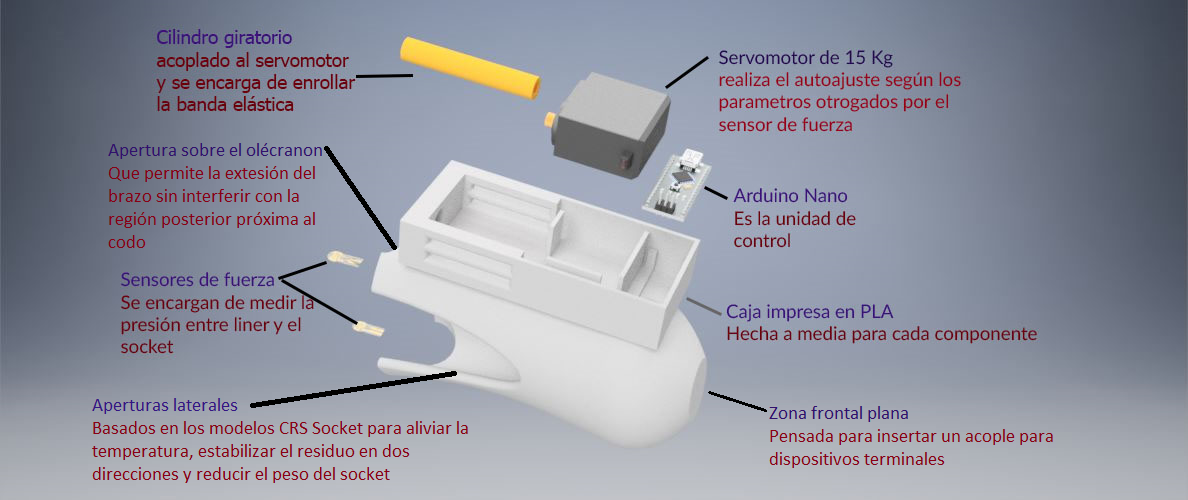 Cilindro giratorio
acoplado al servomotor
y se encarga de enrollar
la banda elástica
Servomotor de 15 Kg
realiza el autoajuste según los
parametros otrogados por el
sensor de fuerza
Apertura sobre el olécranon
Que permite la extesión del
brazo sin interferir con la
región posterior próxima al
codo
Arduino Nano
Es la unidad de
control
Sensores de fuerza
Se encargan de medir la
presión entre liner y el
socket
Caja impresa en PLA
Hecha a media para cada componente
Aperturas laterales
Basados en los modelos CRS Socket para aliviar la
temperatura, estabilizar el residuo en dos
direcciones y reducir el peso del socket
Zona frontal plana
Pensada para insertar un acople para
dispositivos terminales